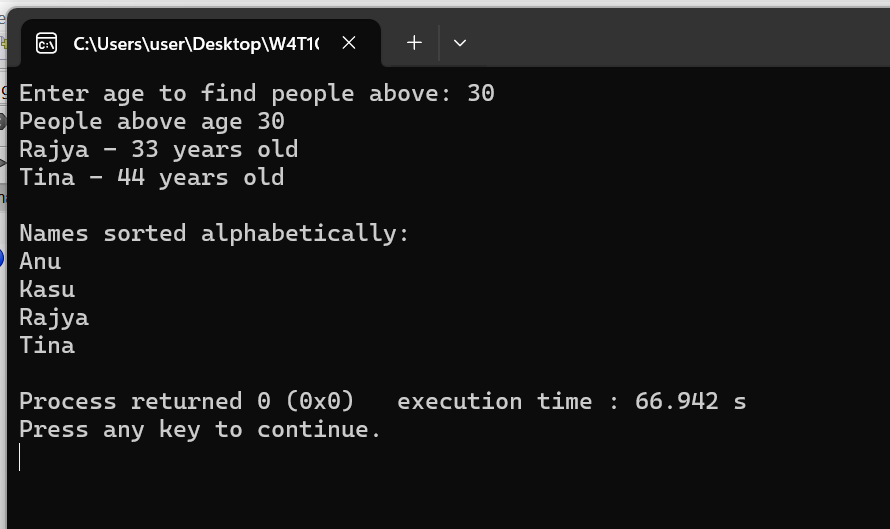 C:\Users\user\Desktop\W4T1
Enter age to find people above: 30
People above age 30
Rajya - 33 years old
Tina - 44 years old
Names sorted alphabetically:
Anu
Kasu
Rajya
Tina
Process returned 0 (0x0)   execution time : 66.942 s
Press any key to continue.